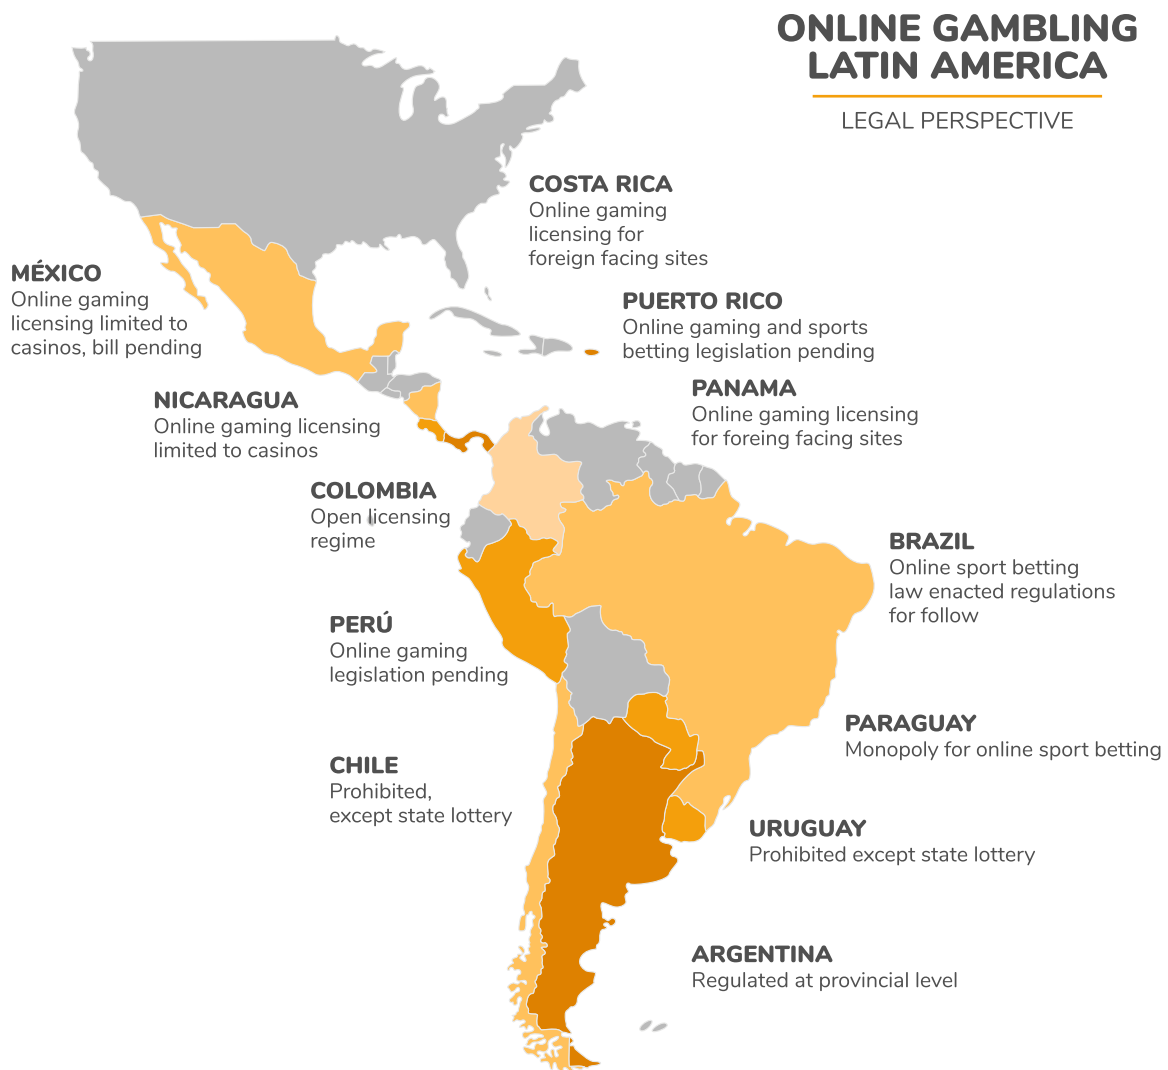 ONLINE GAMBLING
LATIN AMERICA
LEGAL PERSPECTIVE
COSTA RICA
Online gaming
licensing for
foreign facing sites
MÉXICO
Online gaming
licensing limited to
casinos, bill pending
PUERTO RICO
Online gaming and sports
betting legislation pending
NICARAGUA
Online gaming licensing
limited to casinos
PANAMA
Online gaming licensing
for foreing facing sites
COLOMBIA
Open licensing
regime
BRAZIL
Online sport betting
law enacted regulations
for follow
PERÚ
Online gaming
legislation pending
PARAGUAY
Monopoly for online sport betting
CHILE
Prohibited,
except state lottery
URUGUAY
Prohibited except state lottery
ARGENTINA
Regulated at provincial level